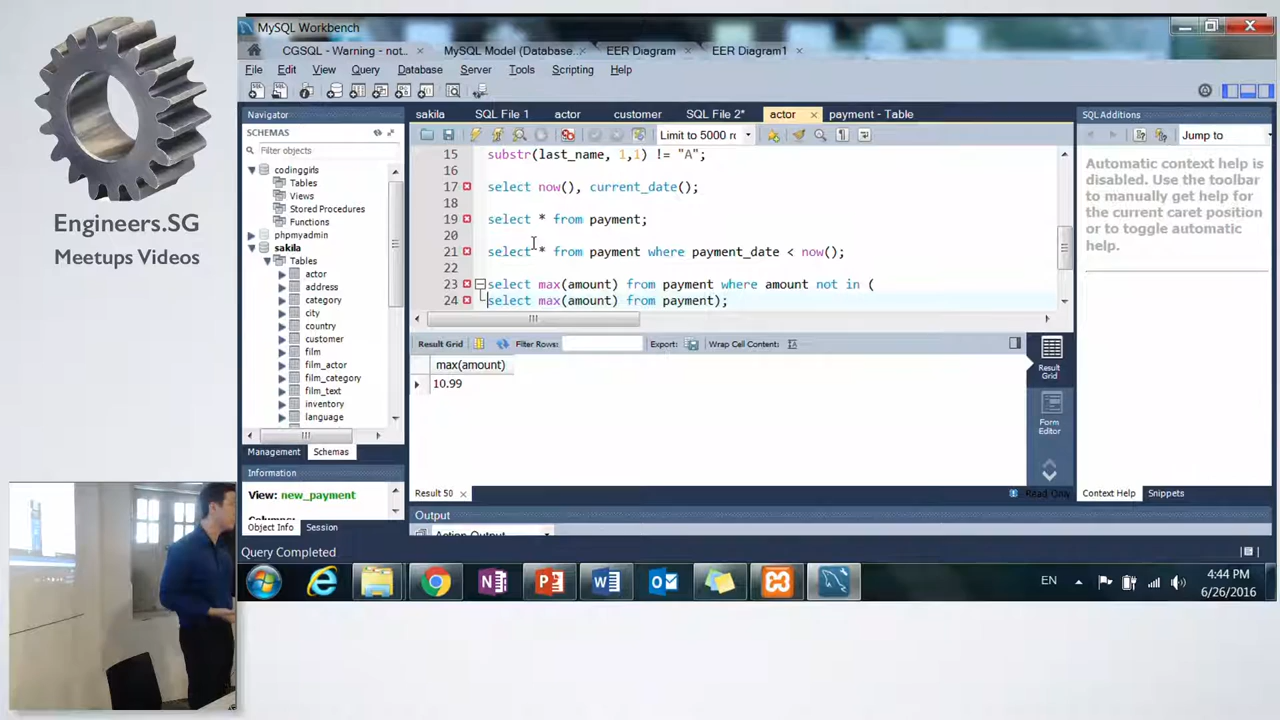 Engineers.SG
Meetups Videos
MySQL Workbench
CGSQL - Warning - not... ×
MySQL Model (Database... ×
EER Diagram ×
EER Diagram1 ×
File Edit View Query Database Server Tools Scripting Help
Navigator
SCHEMAS
Filter objects
codinggirls
Tables
Views
Stored Procedures
Functions
phpmyadmin
sakila
Tables
actor
address
category
city
country
customer
film
film_actor
film_category
film_text
inventory
language
Management Schemas
Information
View: new_payment
Object Info Session
Query Completed
sakila SQL File 1 actor customer SQL File 2* actor × payment - Table
Limit to 5000 rc
15 substr(last_name, 1,1) != "A";
16
17 select now(), current_date();
18
19 select * from payment;
20
21 select * from payment where payment_date < now();
22
23 select max(amount) from payment where amount not in (
24 select max(amount) from payment);
Result Grid Filter Rows: Export: Wrap Cell Content:
max(amount)
10.99
Result Grid
Form Editor
Result 50 ×
Read Only
Output
Action Output
SQL Additions
Jump to
Automatic context help is
disabled. Use the toolbar
to manually get help for
the current caret position
or to toggle automatic
help.
Context Help Snippets
EN
4:44 PM
6/26/2016